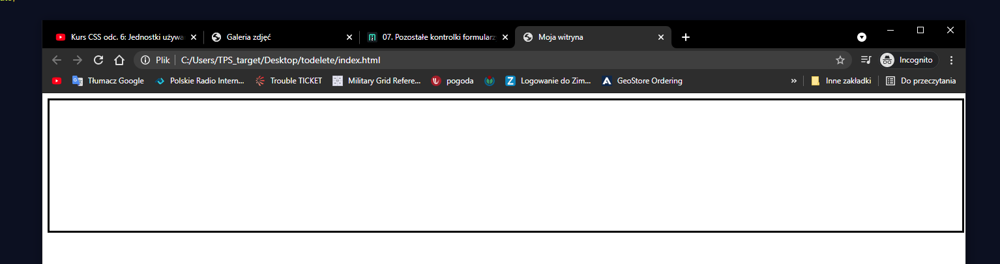 Kurs CSS odc. 6: Jednostki używa
Galeria zdjęć
07. Pozostałe kontrolki formularz
Moja witryna
Plik
C:/Users/TPS_target/Desktop/todelete/index.html
Incognito
Tłumacz Google
Polskie Radio Intern...
Trouble TICKET
Military Grid Refere...
pogoda
Logowanie do Zim...
GeoStore Ordering
»
Inne zakładki
Do przeczytania